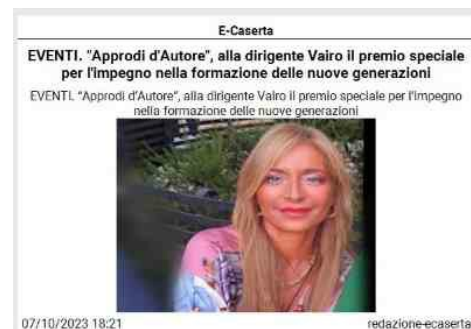 E-Caserta
EVENTI. "Approdi d'Autore", alla dirigente Vairo il premio speciale
per l'impegno nella formazione delle nuove generazioni
EVENTI. "Approdi d'Autore", alla dirigente Vairo il premio speciale per l'impegno
nella formazione delle nuove generazioni
07/10/2023 18:21
redazione-ecaserta